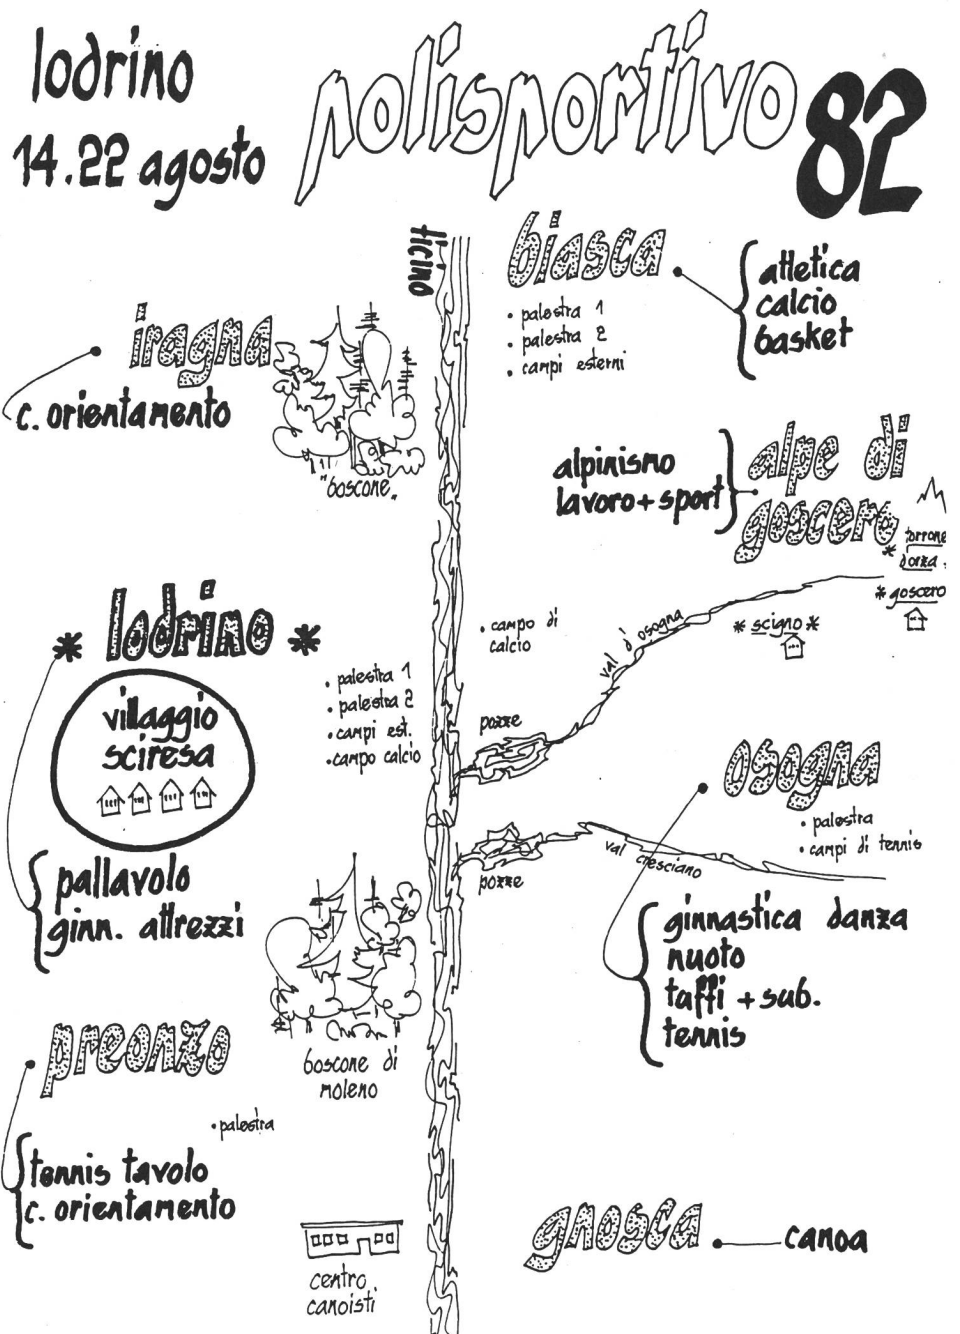 lodrino
14.22 agosto
polisportivo
82
ticino
biasca
• palestra 1
• palestra 2
• campi esterni
atletica
calcio
basket
iragna
c. orientamento
"boscone"
alpinismo
lavoro + sport
alpe di
goscero
torrone
d'orza
* goscero
* scigno *
• campo di
calcio
val d'osogna
pozze
* lodrino *
villaggio
sciresa
• palestra 1
• palestra 2
• campi est.
• campo calcio
pallavolo
ginn. attrezzi
osogna
• palestra
• campi di tennis
val cresciano
pozze
ginnastica danza
nuoto
taffi + sub.
tennis
boscone di
moleno
preonzo
• palestra
tennis tavolo
c. orientamento
centro
canoisti
gnosca
canoa